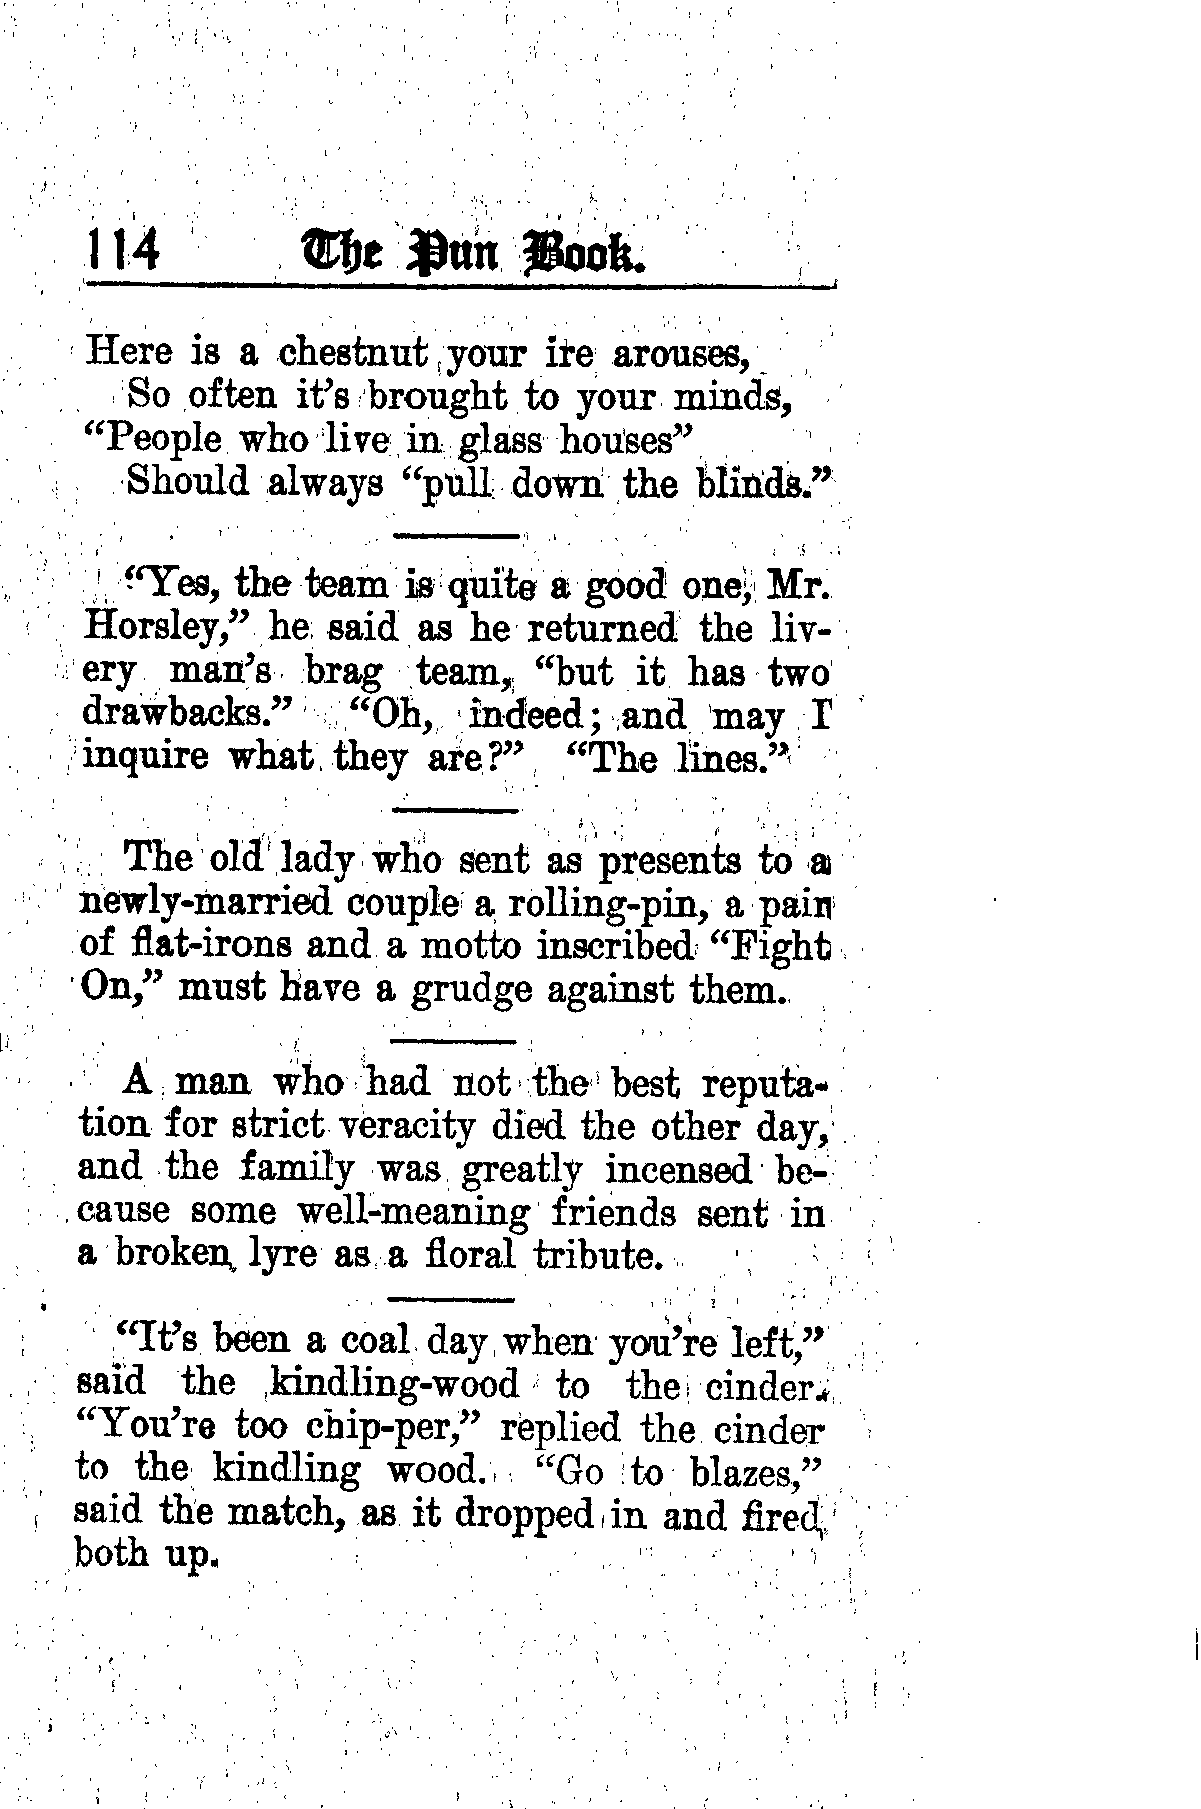 114 The Pun Book.
Here is a chestnut your ire arouses,
So often it's brought to your minds,
"People who live in glass houses"
Should always "pull down the blinds."
"Yes, the team is quite a good one, Mr.
Horsley," he said as he returned the liv-
ery man's brag team, "but it has two
drawbacks." "Oh, indeed; and may I
inquire what they are?" "The lines."
The old lady who sent as presents to a
newly-married couple a rolling-pin, a pair
of flat-irons and a motto inscribed "Fight
On," must have a grudge against them.
A man who had not the best reputa-
tion for strict veracity died the other day,
and the family was greatly incensed be-
cause some well-meaning friends sent in
a broken lyre as a floral tribute.
"It's been a coal day when you're left,"
said the kindling-wood to the cinder.
"You're too chip-per," replied the cinder
to the kindling wood. "Go to blazes,"
said the match, as it dropped in and fired
both up.